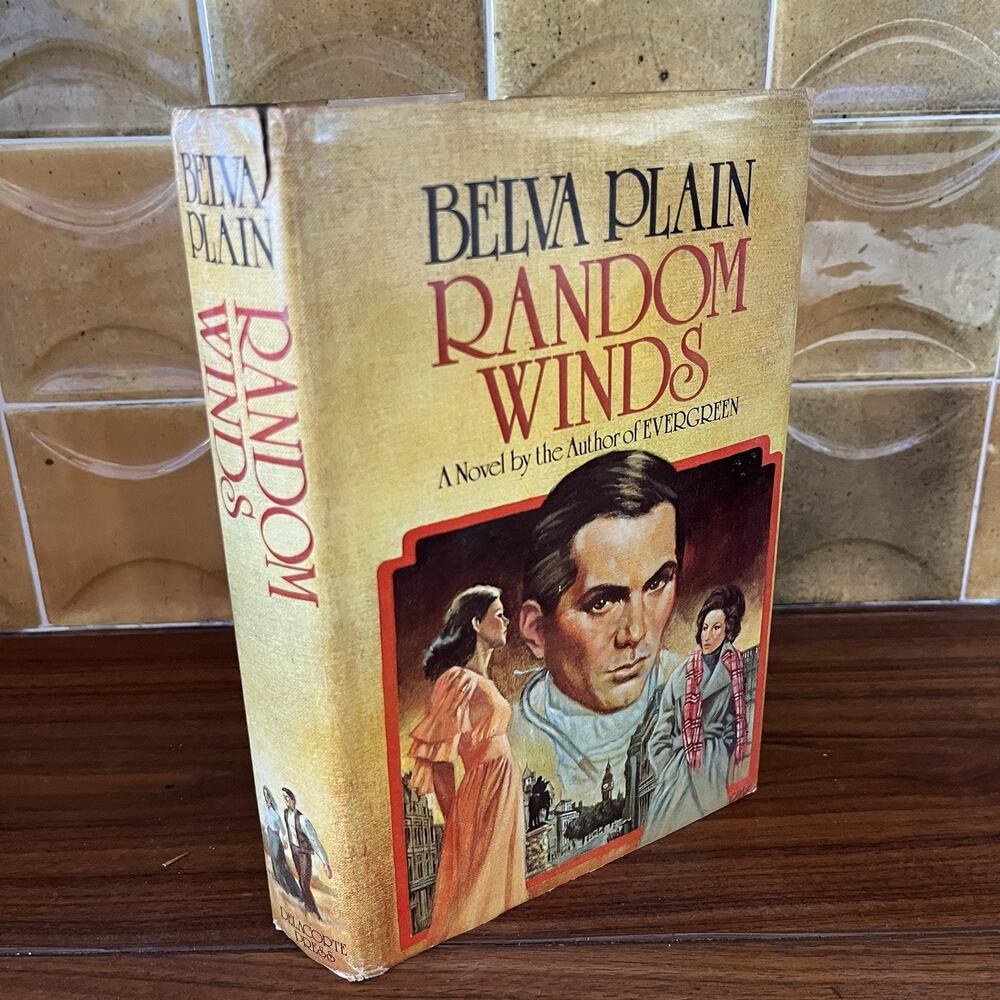 BELVA
PLAIN
RANDOM
WINDS
DELACORTE
PRESS
BELVA PLAIN
RANDOM
WINDS
A Novel by the Author of EVERGREEN